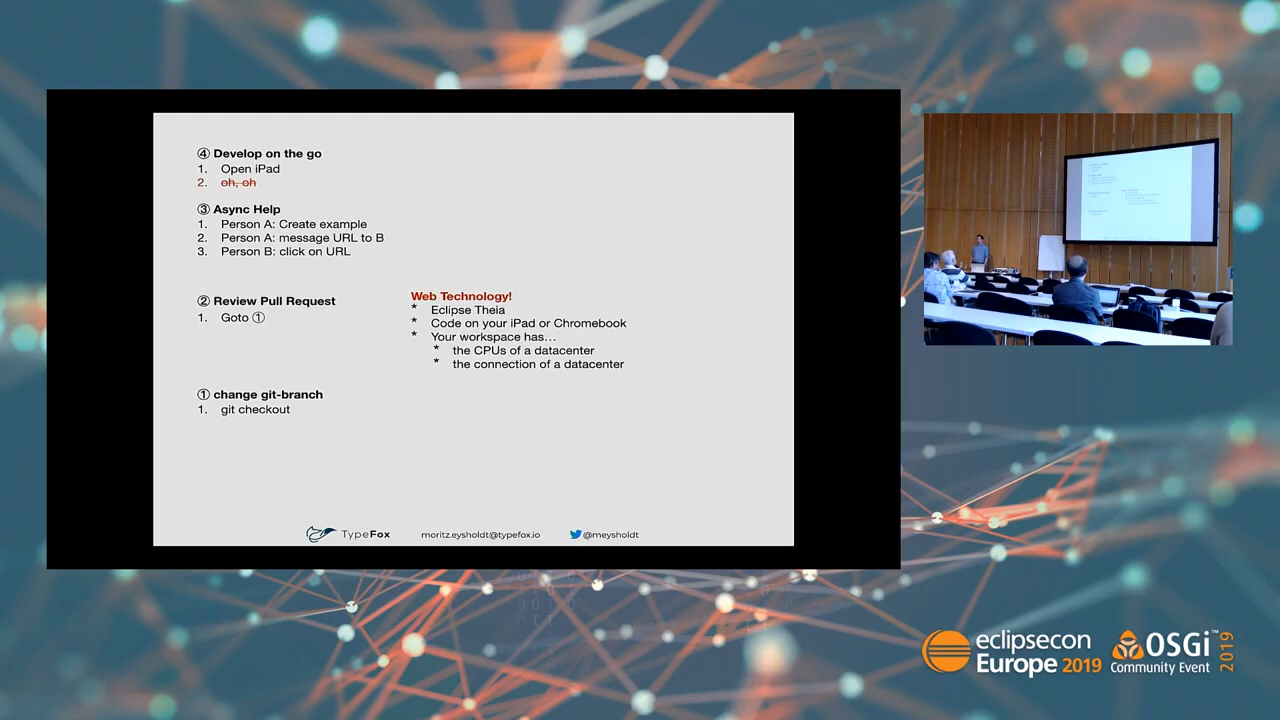 ④ Develop on the go
1. Open iPad
2. oh, oh
③ Async Help
1. Person A: Create example
2. Person A: message URL to B
3. Person B: click on URL
② Review Pull Request
1. Goto ①
Web Technology!
* Eclipse Theia
* Code on your iPad or Chromebook
* Your workspace has…
* the CPUs of a datacenter
* the connection of a datacenter
① change git-branch
1. git checkout
TypeFox moritz.eysholdt@typefox.io @meysholdt
eclipsecon
Europe 2019
OSGi™
Community Event
2019